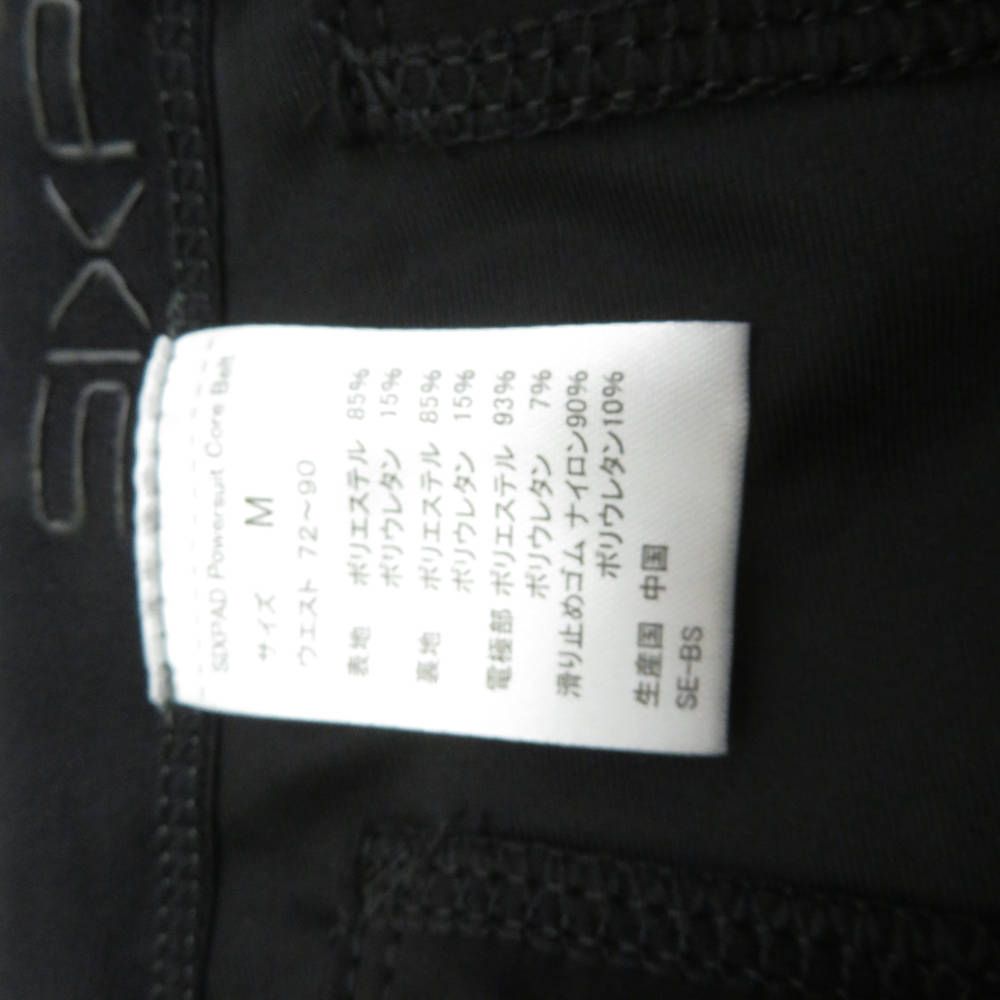 SIXPA
SIXPAD Powersuit Core Belt
サイズ M
ウエスト 72～90
表地 ポリエステル 85%
ポリウレタン 15%
裏地 ポリエステル 85%
ポリウレタン 15%
電極部 ポリエステル 93%
ポリウレタン 7%
滑り止めゴム ナイロン90%
ポリウレタン10%
生産国 中国
SE-BS